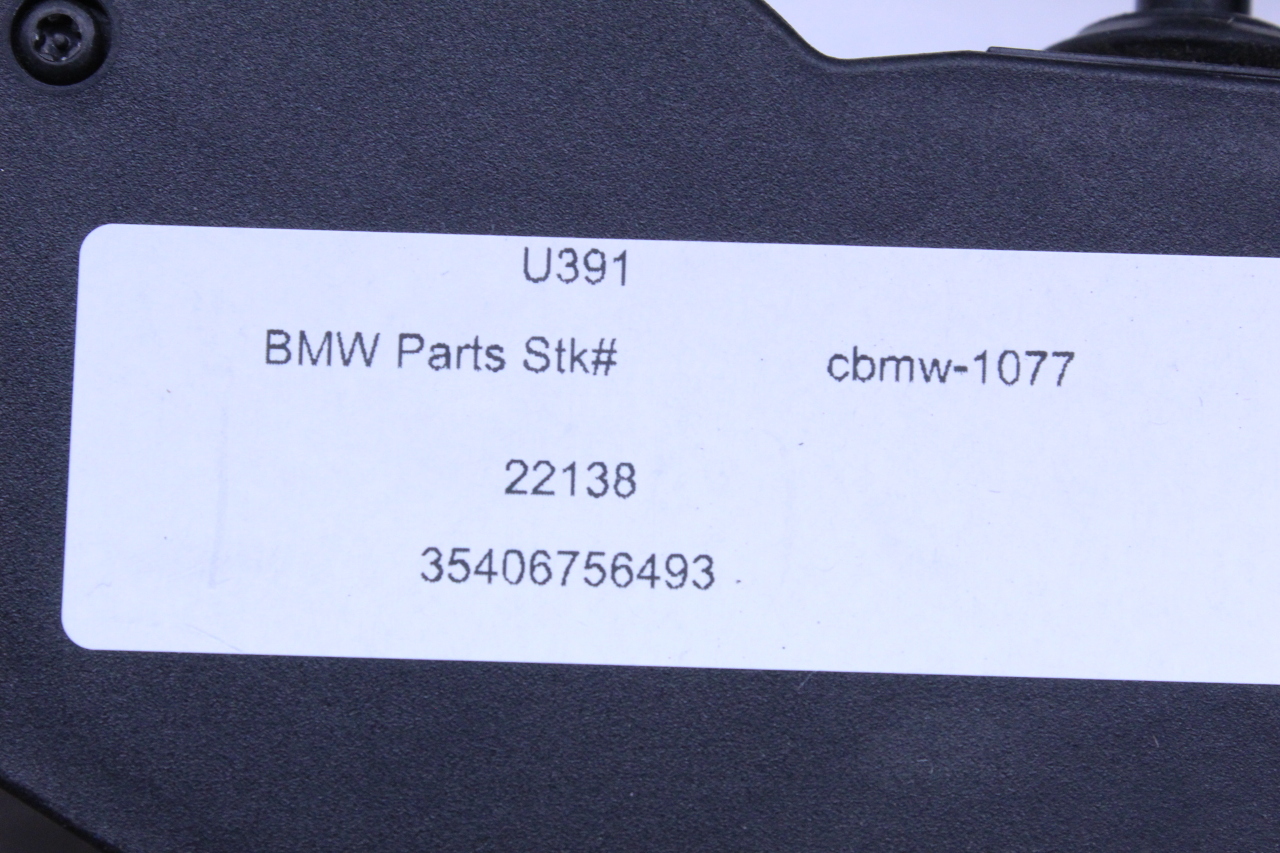 U391
BMW Parts Stk# cbmw-1077
22138
35406756493